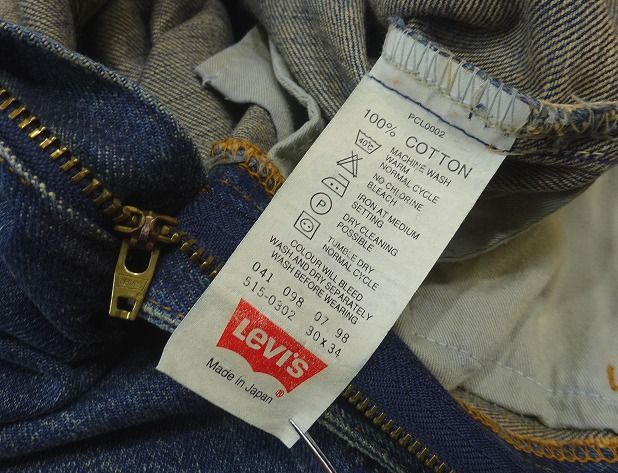 PCL0002
100% COTTON
40°C MACHINE WASH
WARM
NORMAL CYCLE
NO CHLORINE
BLEACH
IRON AT MEDIUM
SETTING
P DRY CLEANING
POSSIBLE
TUMBLE DRY
NORMAL CYCLE
COLOUR WILL BLEED
WASH AND DRY SEPARATELY
WASH BEFORE WEARING
041 098 07 98
515-0302 30 x 34
Levi's ®
Made in Japan